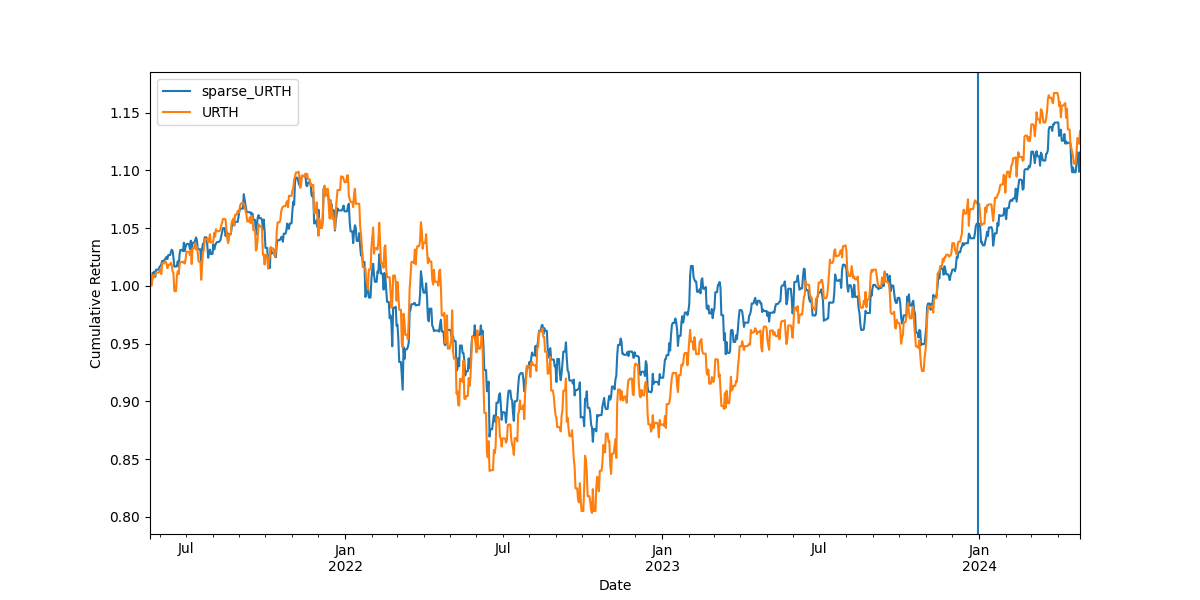 sparse_URTH
URTH
1.15
1.10
1.05
1.00
0.95
0.90
0.85
0.80
Cumulative Return
Jul
Jan
2022
Jul
Jan
2023
Jul
Jan
2024
Date